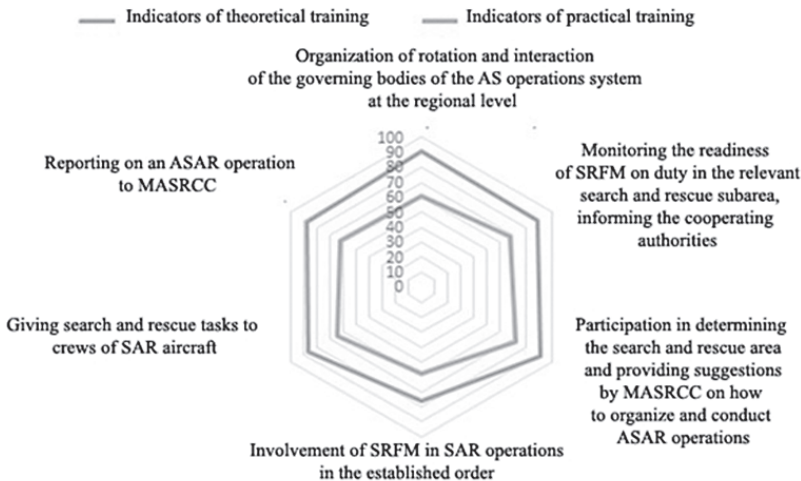 Indicators of theoretical training
Indicators of practical training
Organization of rotation and interaction
of the governing bodies of the AS operations system
at the regional level
100
90
80
70
60
50
40
30
20
10
0
Monitoring the readiness
of SRFM on duty in the relevant
search and rescue subarea,
informing the cooperating
authorities
Participation in determining
the search and rescue area
and providing suggestions
by MASRCC on how
to organize and conduct
ASAR operations
Involvement of SRFM in SAR operations
in the established order
Giving search and rescue tasks to
crews of SAR aircraft
Reporting on an ASAR operation
to MASRCC